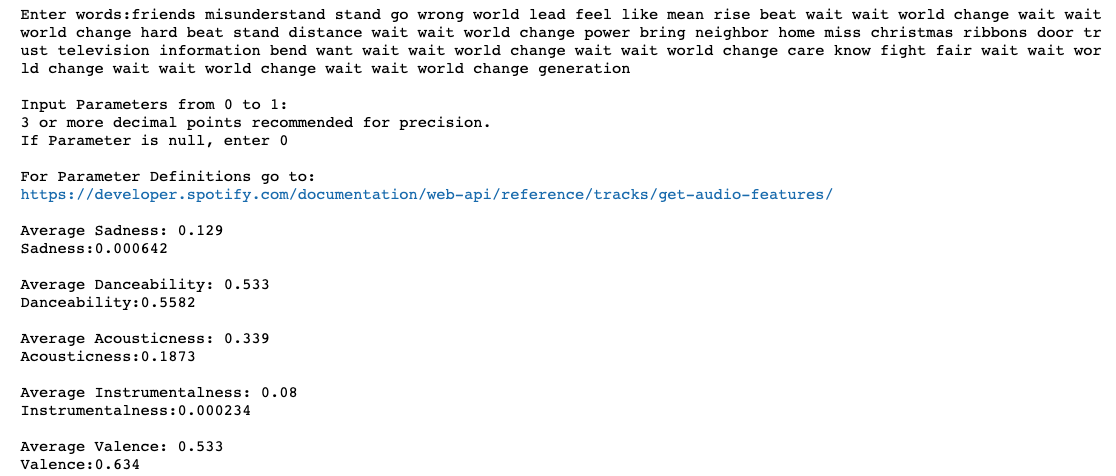 Enter words:friends misunderstand stand go wrong world lead feel like mean rise beat wait wait world change wait wait
world change hard beat stand distance wait wait world change power bring neighbor home miss christmas ribbons door tr
ust television information bend want wait wait world change wait wait world change care know fight fair wait wait wor
ld change wait wait world change wait wait world change generation
Input Parameters from 0 to 1:
3 or more decimal points recommended for precision.
If Parameter is null, enter 0
For Parameter Definitions go to:
https://developer.spotify.com/documentation/web-api/reference/tracks/get-audio-features/
Average Sadness: 0.129
Sadness:0.000642
Average Danceability: 0.533
Danceability:0.5582
Average Acousticness: 0.339
Acousticness:0.1873
Average Instrumentalness: 0.08
Instrumentalness:0.000234
Average Valence: 0.533
Valence:0.634